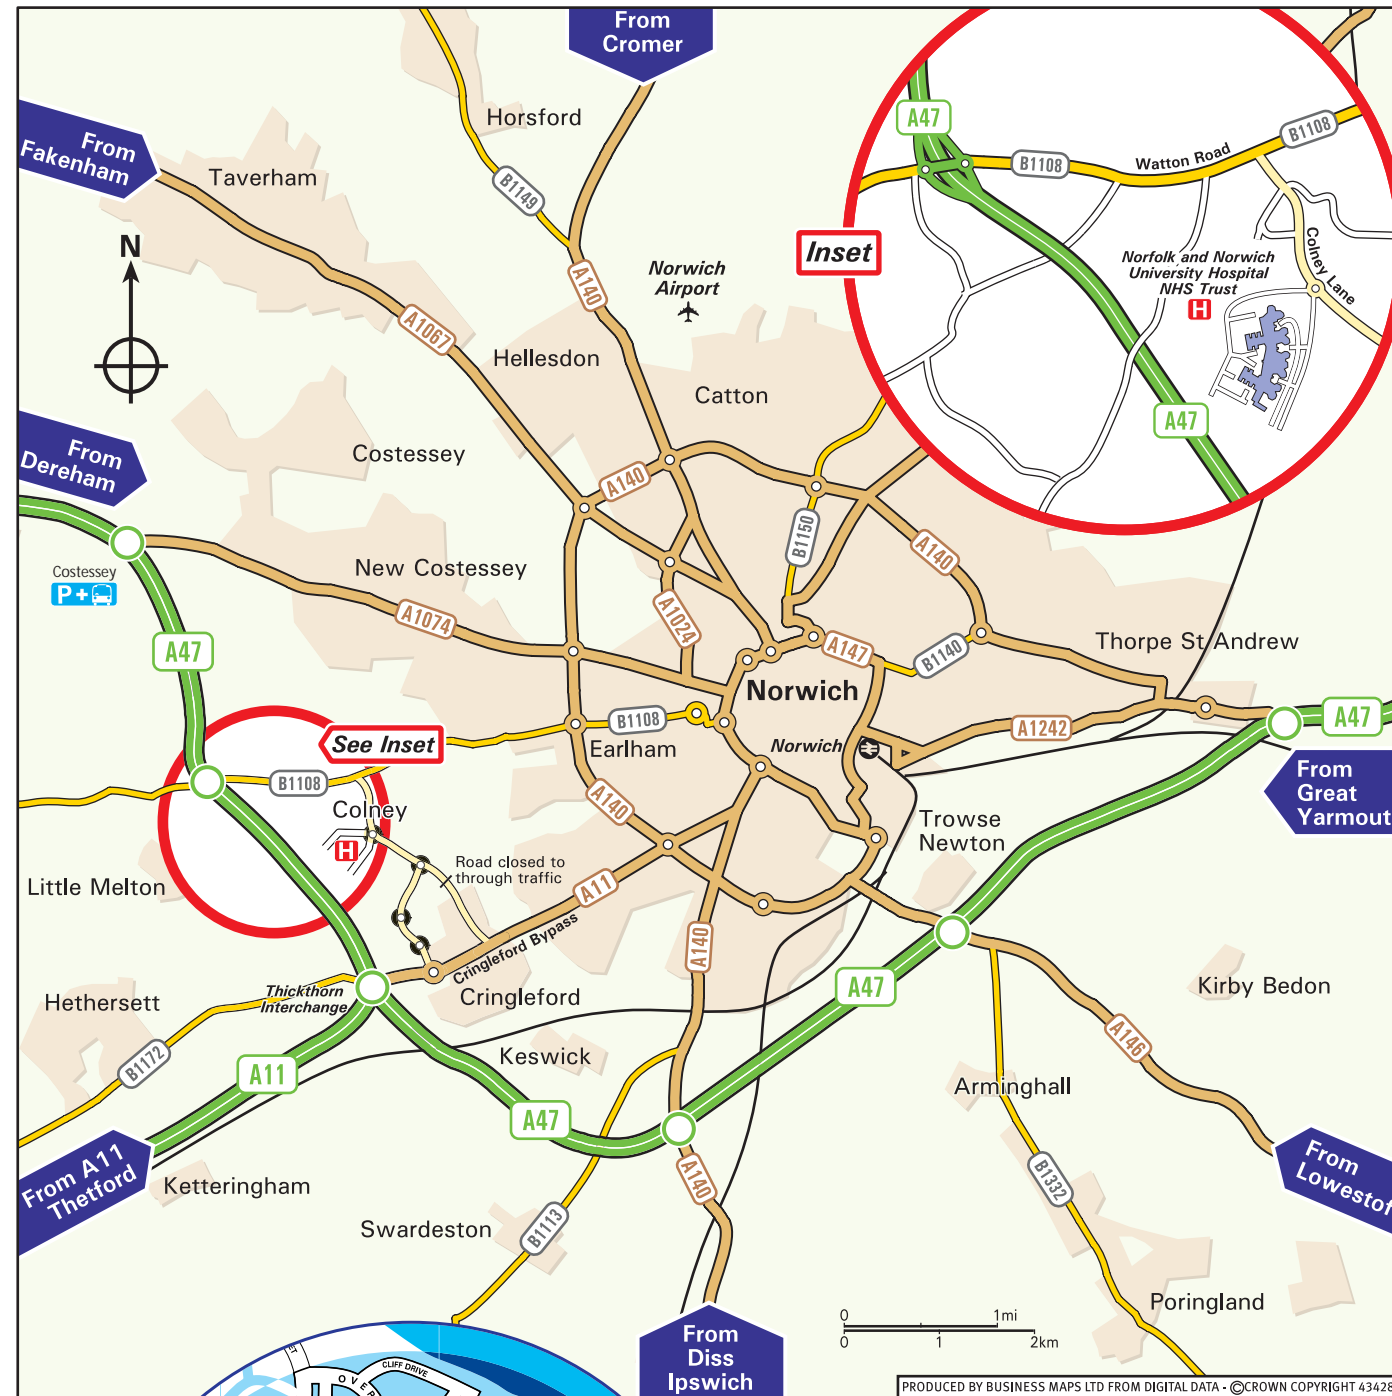 From
Cromer
From
Fakenham
Taverham
Horsford
B1149
N
A140
Norwich
Airport
A1067
Hellesdon
Catton
Inset
A47
B1108
Watton Road
B1108
Colney Lane
Norfolk and Norwich
University Hospital
NHS Trust
H
A47
From
Dereham
Costessey
A140
B1150
A140
Costessey
P+
New Costessey
A1074
A1024
A47
A147
B1140
Thorpe St Andrew
Norwich
B1108
Earlham
Norwich
A1242
A47
See Inset
B1108
Colney
H
A140
From
Great
Yarmout
Trowse
Newton
Road closed to
through traffic
Little Melton
A11
Cringleford Bypass
A140
A47
Kirby Bedon
Hethersett
Thickthorn
Interchange
Cringleford
B1172
A11
Keswick
A47
A146
Arminghall
From A11
Thetford
Ketteringham
Swardeston
B1113
A140
B1332
From
Lowestof
Poringland
0 1mi
0 1 2km
From
Diss
Ipswich
CLIFF DRIVE
OVER
ET
PRODUCED BY BUSINESS MAPS LTD FROM DIGITAL DATA - ©CROWN COPYRIGHT 43428